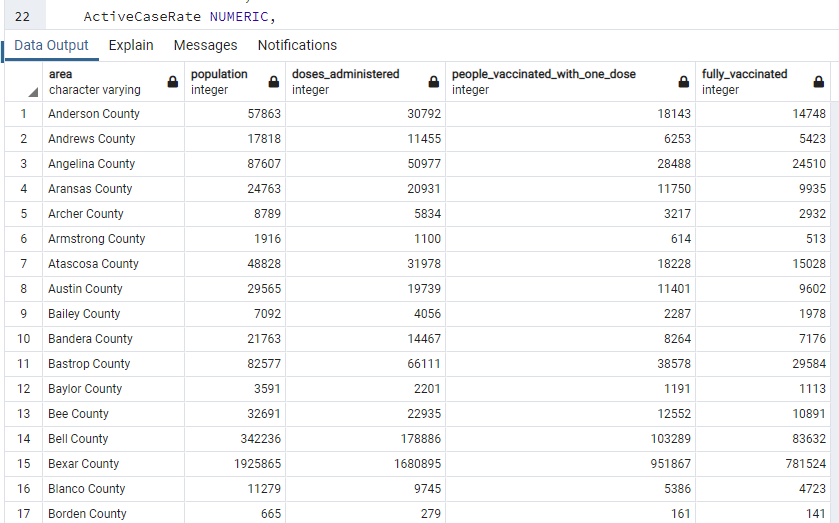 22 ActiveCaseRate NUMERIC,
Data Output Explain Messages Notifications
area population doses_administered people_vaccinated_with_one_dose fully_vaccinated
character varying integer integer integer integer
1 Anderson County 57863 30792 18143 14748
2 Andrews County 17818 11455 6253 5423
3 Angelina County 87607 50977 28488 24510
4 Aransas County 24763 20931 11750 9935
5 Archer County 8789 5834 3217 2932
6 Armstrong County 1916 1100 614 513
7 Atascosa County 48828 31978 18228 15028
8 Austin County 29565 19739 11401 9602
9 Bailey County 7092 4056 2287 1978
10 Bandera County 21763 14467 8264 7176
11 Bastrop County 82577 66111 38578 29584
12 Baylor County 3591 2201 1191 1113
13 Bee County 32691 22935 12552 10891
14 Bell County 342236 178886 103289 83632
15 Bexar County 1925865 1680895 951867 781524
16 Blanco County 11279 9745 5386 4723
17 Borden County 665 279 161 141